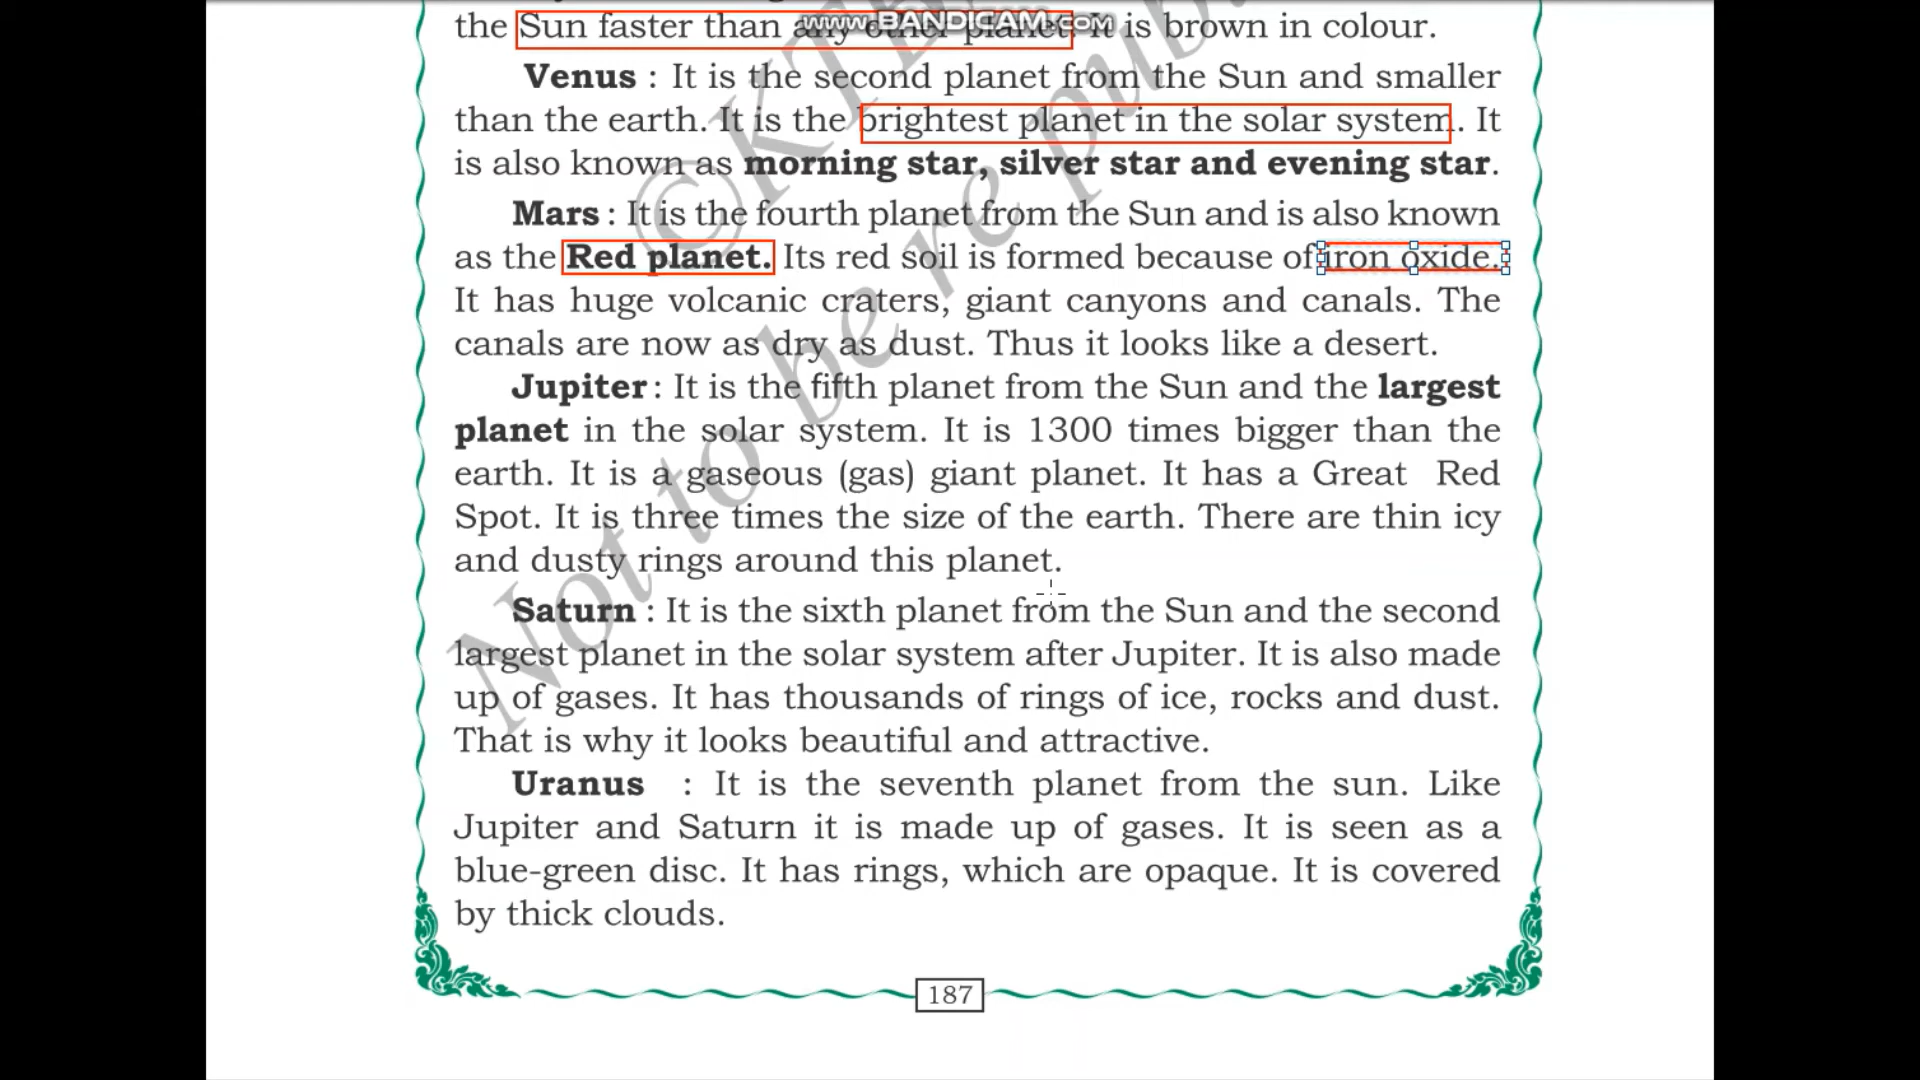 www.BANDICAM.com
the Sun faster than any other planet. It is brown in colour.
Venus : It is the second planet from the Sun and smaller
than the earth. It is the brightest planet in the solar system. It
is also known as morning star, silver star and evening star.
Mars : It is the fourth planet from the Sun and is also known
as the Red planet. Its red soil is formed because of iron oxide.
It has huge volcanic craters, giant canyons and canals. The
canals are now as dry as dust. Thus it looks like a desert.
Jupiter : It is the fifth planet from the Sun and the largest
planet in the solar system. It is 1300 times bigger than the
earth. It is a gaseous (gas) giant planet. It has a Great Red
Spot. It is three times the size of the earth. There are thin icy
and dusty rings around this planet.
Saturn : It is the sixth planet from the Sun and the second
largest planet in the solar system after Jupiter. It is also made
up of gases. It has thousands of rings of ice, rocks and dust.
That is why it looks beautiful and attractive.
Uranus : It is the seventh planet from the sun. Like
Jupiter and Saturn it is made up of gases. It is seen as a
blue-green disc. It has rings, which are opaque. It is covered
by thick clouds.
187
Not to be re